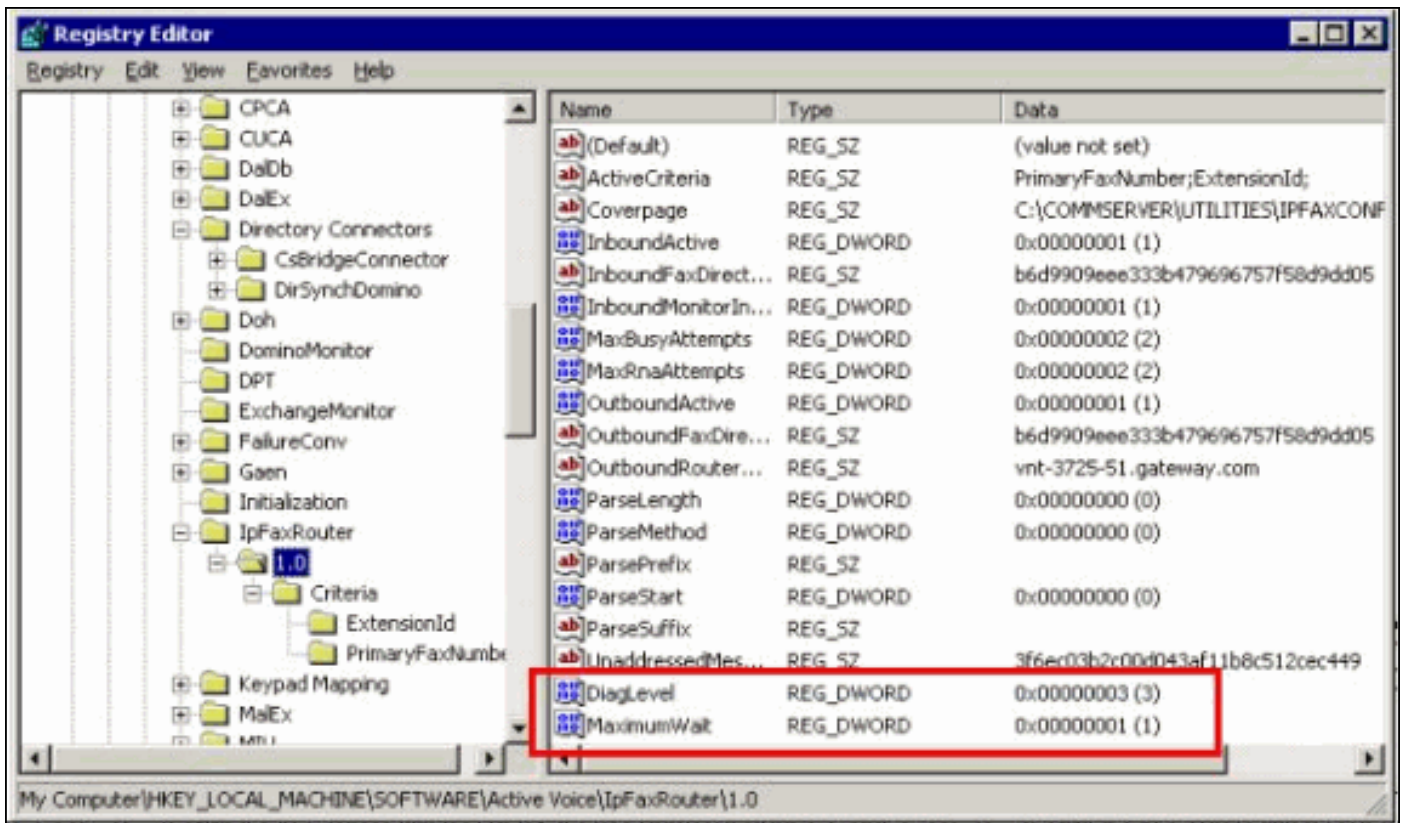 Registry Editor
Registry Edit View Favorites Help
CPCA
CUCA
DalDb
DalEx
Directory Connectors
CsBridgeConnector
DirSynchDomino
Doh
DominoMonitor
DPT
ExchangeMonitor
FailureConv
Gaen
Initialization
IpFaxRouter
1.0
Criteria
ExtensionId
PrimaryFaxNumbe
Keypad Mapping
MalEx
MIU
Name Type Data
(Default) REG_SZ (value not set)
ActiveCriteria REG_SZ PrimaryFaxNumber;ExtensionId;
Coverpage REG_SZ C:\COMMSERVER\UTILITIES\IPFAXCONF
InboundActive REG_DWORD 0x00000001 (1)
InboundFaxDirect... REG_SZ b6d9909eee333b479696757f58d9dd05
InboundMonitorIn... REG_DWORD 0x00000001 (1)
MaxBusyAttempts REG_DWORD 0x00000002 (2)
MaxRnaAttempts REG_DWORD 0x00000002 (2)
OutboundActive REG_DWORD 0x00000001 (1)
OutboundFaxDire... REG_SZ b6d9909eee333b479696757f58d9dd05
OutboundRouter... REG_SZ vnt-3725-51.gateway.com
ParseLength REG_DWORD 0x00000000 (0)
ParseMethod REG_DWORD 0x00000000 (0)
ParsePrefix REG_SZ
ParseStart REG_DWORD 0x00000000 (0)
ParseSuffix REG_SZ
UnaddressedMes... REG_SZ 3f6ec03b2c00d043af11b8c512cec449
DiagLevel REG_DWORD 0x00000003 (3)
MaximumWait REG_DWORD 0x00000001 (1)
My Computer\HKEY_LOCAL_MACHINE\SOFTWARE\Active Voice\IpFaxRouter\1.0